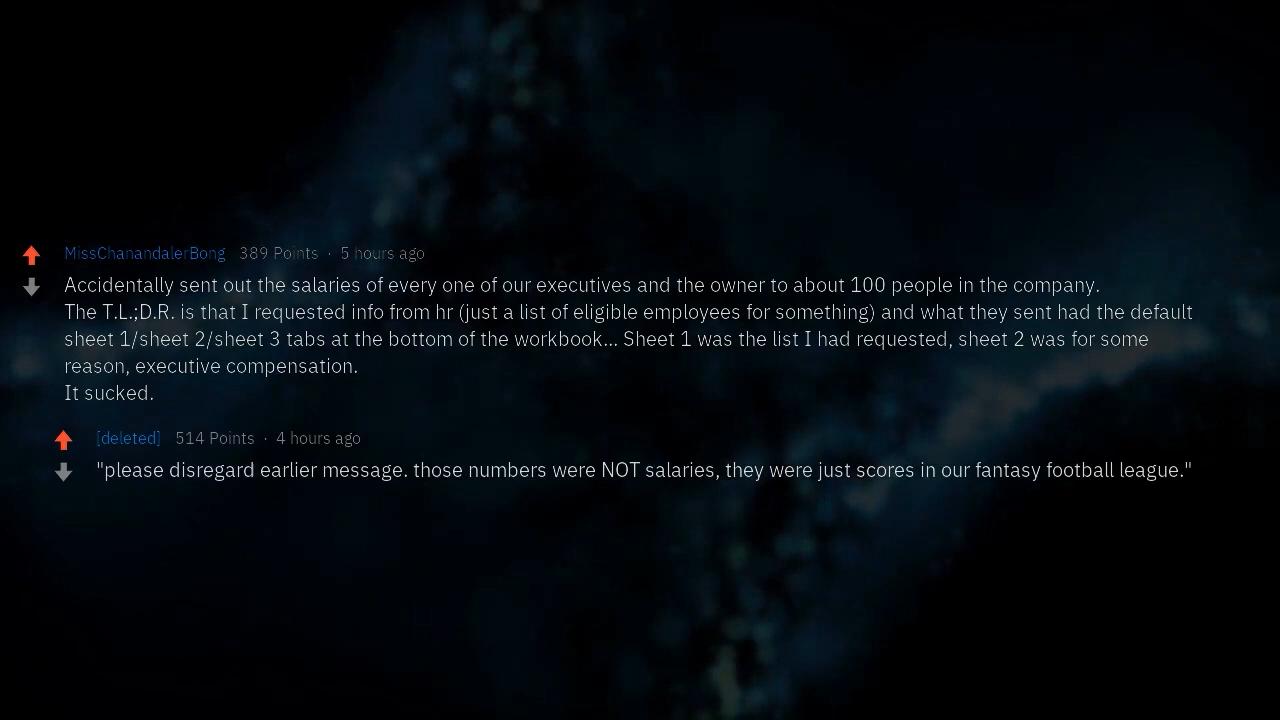 MissChanandalerBong 389 Points · 5 hours ago
Accidentally sent out the salaries of every one of our executives and the owner to about 100 people in the company.
The T.L.;D.R. is that I requested info from hr (just a list of eligible employees for something) and what they sent had the default
sheet 1/sheet 2/sheet 3 tabs at the bottom of the workbook... Sheet 1 was the list I had requested, sheet 2 was for some
reason, executive compensation.
It sucked.
[deleted] 514 Points · 4 hours ago
"please disregard earlier message. those numbers were NOT salaries, they were just scores in our fantasy football league."